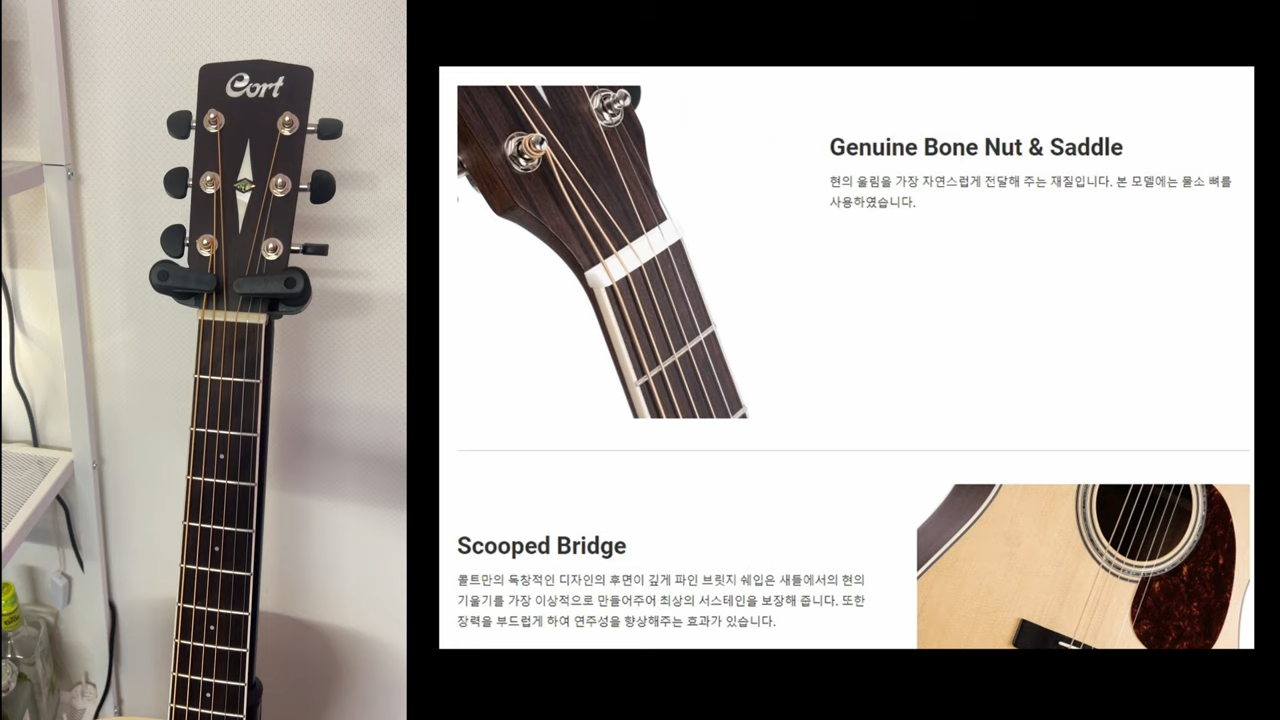 Cort
Genuine Bone Nut & Saddle
현의 울림을 가장 자연스럽게 전달해 주는 재질입니다. 본 모델에는 물소 뼈를
사용하였습니다.
Scooped Bridge
콜트만의 독창적인 디자인의 후면이 깊게 파인 브릿지 쉐입은 새들에서의 현의
기울기를 가장 이상적으로 만들어주어 최상의 서스테인을 보장해 줍니다. 또한
장력을 부드럽게 하여 연주성을 향상해주는 효과가 있습니다.